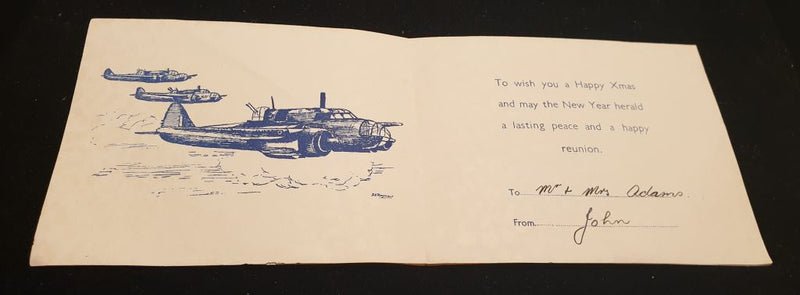 To wish you a Happy Xmas
and may the New Year herald
a lasting peace and a happy
reunion.
To Mr & Mrs Adams.
From John